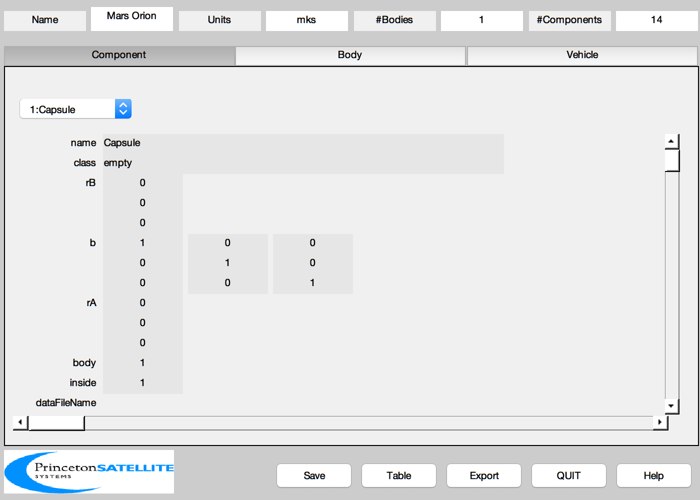 Name Mars Orion Units mks #Bodies 1 #Components 14
Component Body Vehicle
1:Capsule
name Capsule
class empty
rB 0
0
0
b 1 0 0
0 1 0
0 0 1
rA 0
0
0
body 1
inside 1
dataFileName
PrincetonSATELLITE
SYSTEMS
Save Table Export QUIT Help